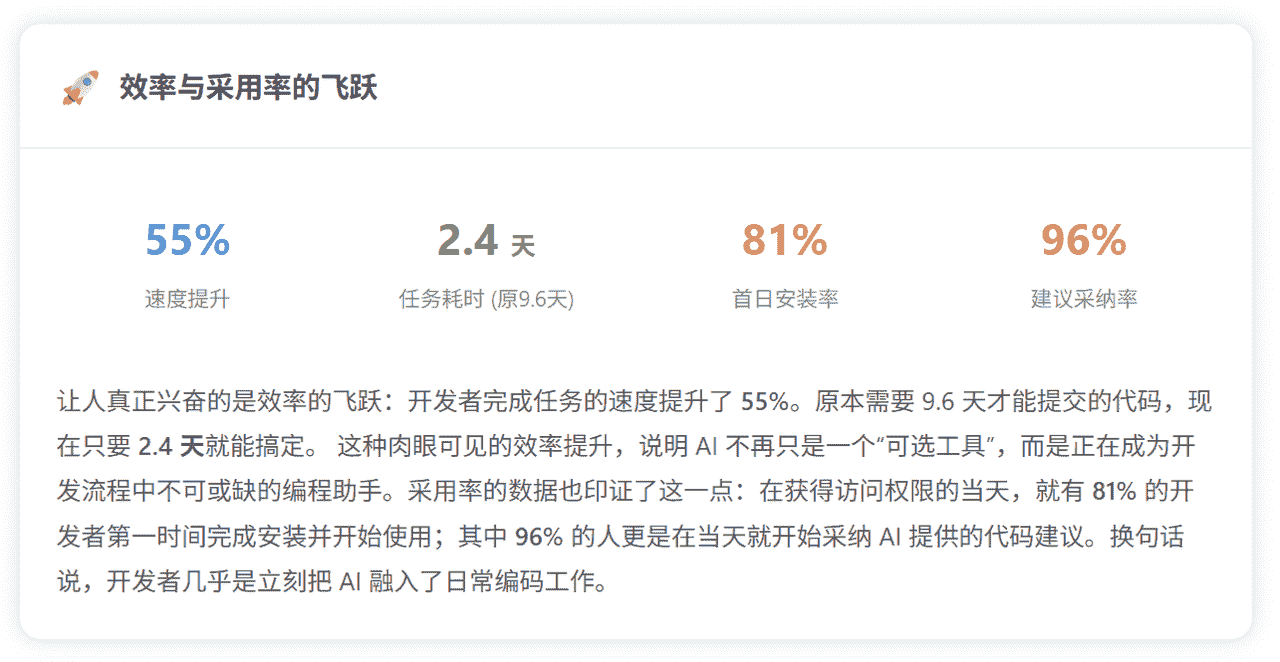 效率与采用率的飞跃
55%
2.4 天
81%
96%
速度提升
任务耗时 (原9.6天)
首日安装率
建议采纳率
让人真正兴奋的是效率的飞跃：开发者完成任务的速度提升了 55%。原本需要 9.6 天才能提交的代码，现
在只要 2.4 天就能搞定。 这种肉眼可见的效率提升，说明 AI 不再只是一个“可选工具”，而是正在成为开
发流程中不可或缺的编程助手。采用率的数据也印证了这一点：在获得访问权限的当天，就有 81% 的开
发者第一时间完成安装并开始使用；其中 96% 的人更是在当天就开始采纳 AI 提供的代码建议。换句话
说，开发者几乎是立刻把 AI 融入了日常编码工作。